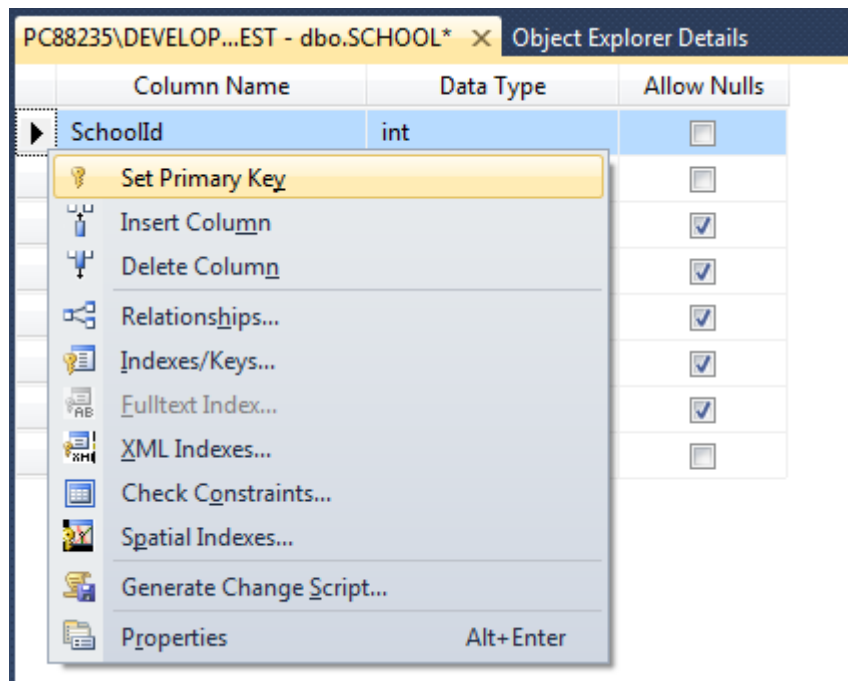 PC88235\DEVELOP...EST - dbo.SCHOOL* Object Explorer Details
Column Name Data Type Allow Nulls
SchoolId int
Set Primary Key
Insert Column
Delete Column
Relationships...
Indexes/Keys...
Fulltext Index...
XML Indexes...
Check Constraints...
Spatial Indexes...
Generate Change Script...
Properties Alt+Enter